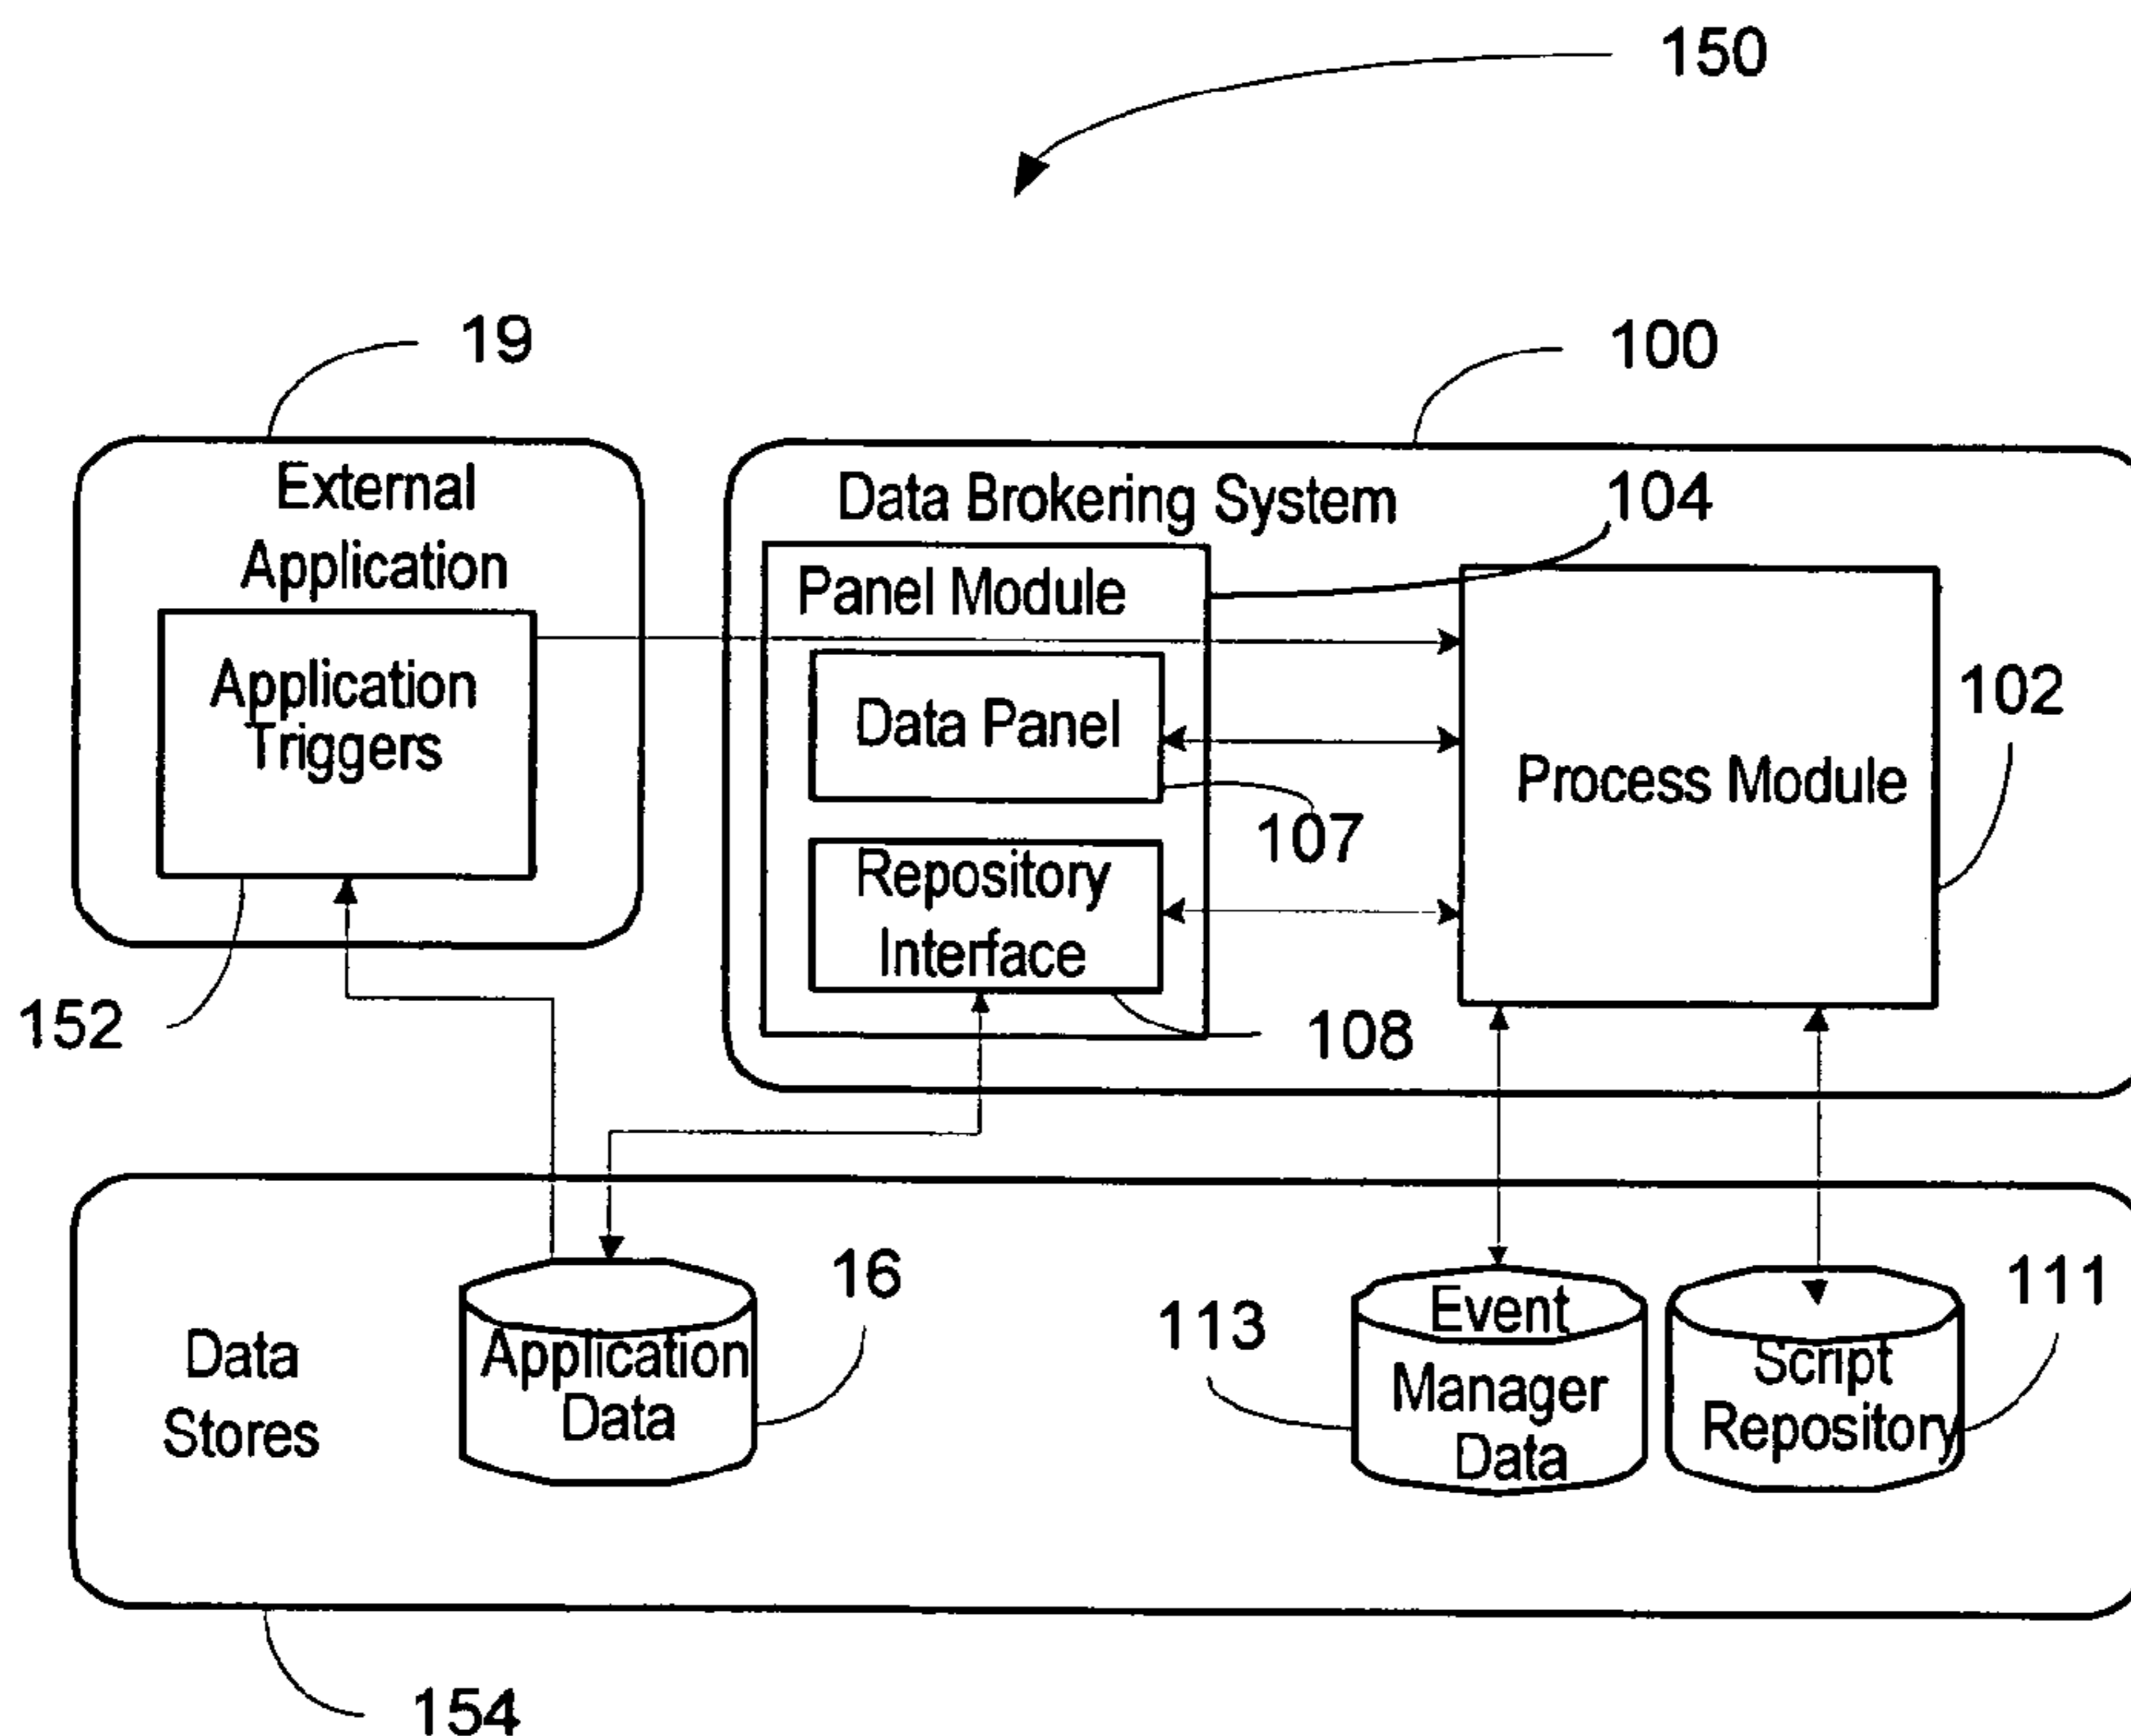 150
19
100
External
Application
Data Brokering System
104
Panel Module
Application
Triggers
Data Panel
102
Process Module
107
Repository
Interface
152
108
16
111
113
Event
Manager
Data
Data
Stores
Application
Data
Script
Repository
154